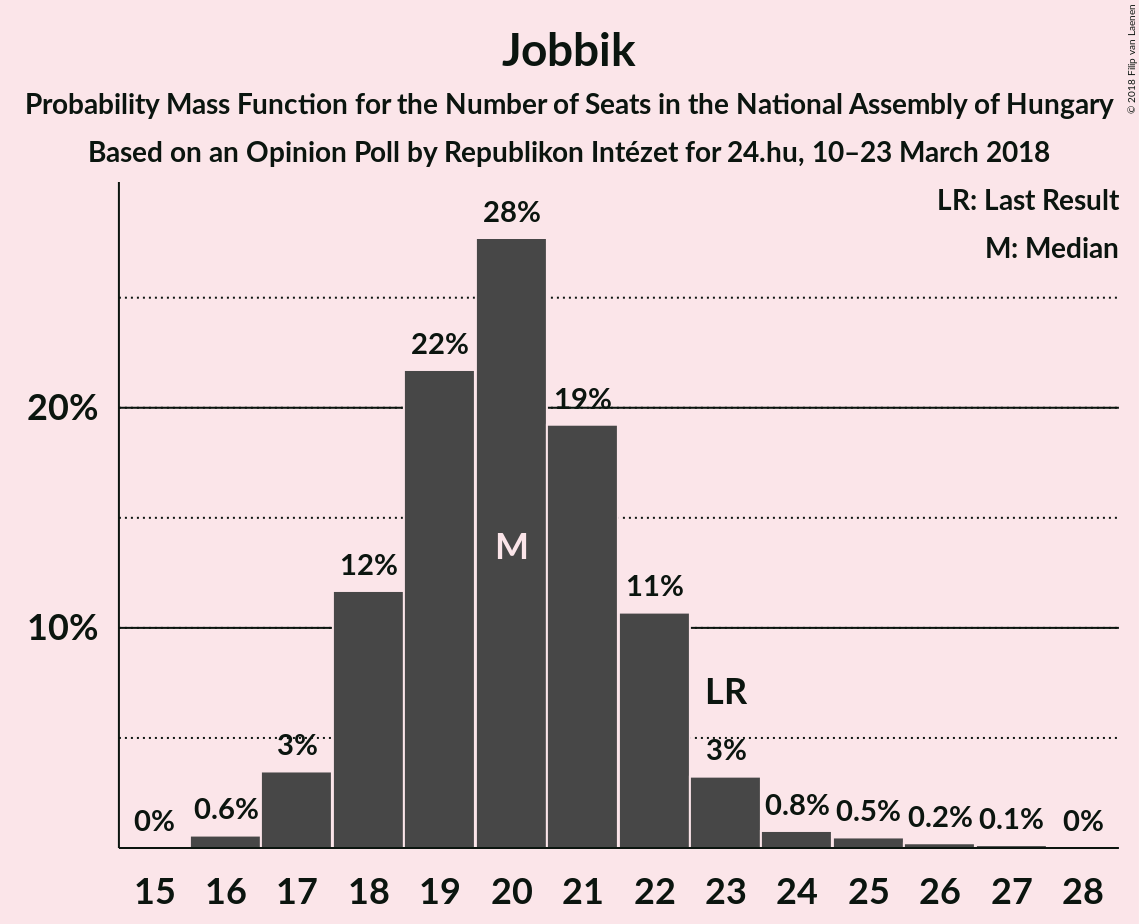 Jobbik
Probability Mass Function for the Number of Seats in the National Assembly of Hungary
Based on an Opinion Poll by Republikon Intézet for 24.hu, 10–23 March 2018
© 2018 Filip van Laenen
LR: Last Result
M: Median
28%
22%
20%
19%
M
12%
11%
10%
LR
3%
3%
0%
0.6%
0.8%
0.5%
0.2%
0.1%
0%
15 16 17 18 19 20 21 22 23 24 25 26 27 28